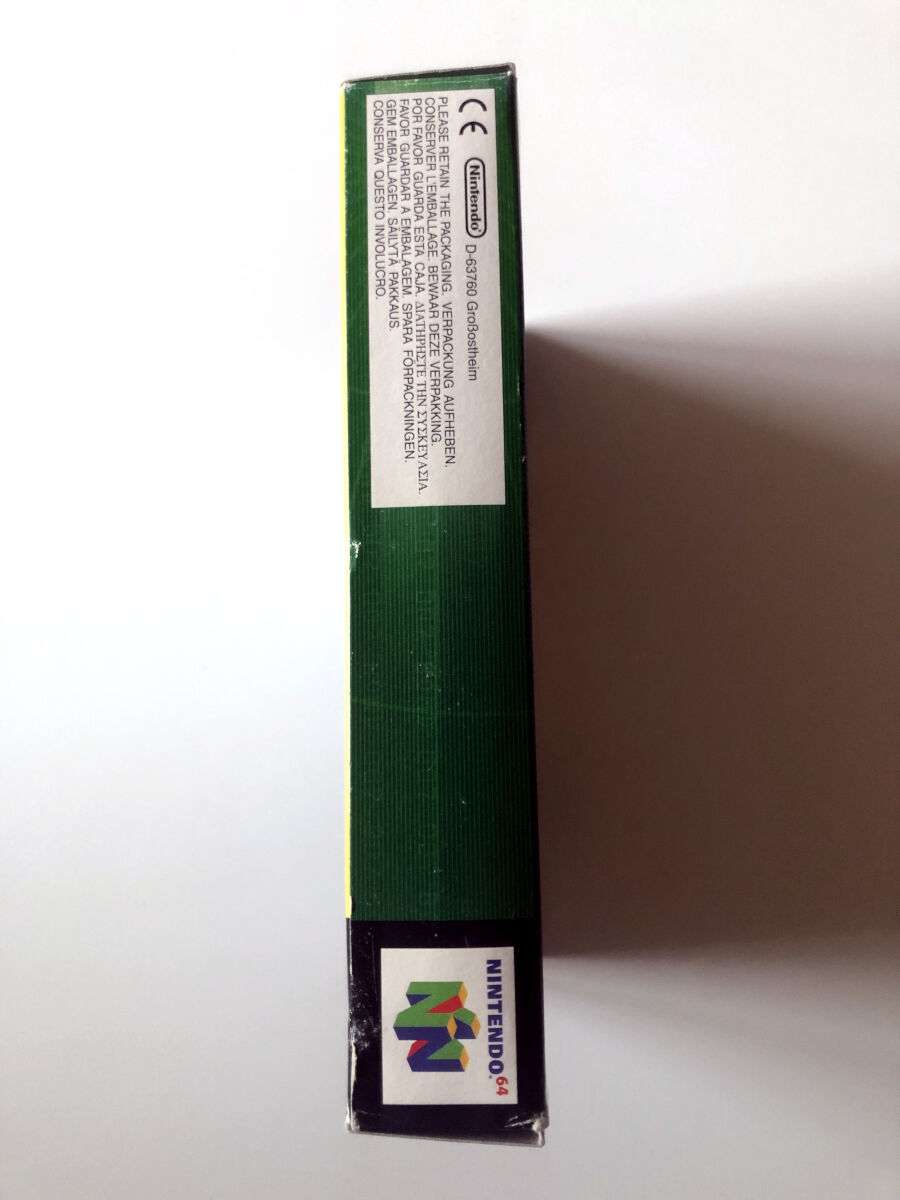 CE Nintendo® D-63760 Großostheim
PLEASE RETAIN THE PACKAGING. VERPACKUNG AUFHEBEN.
CONSERVER L'EMBALLAGE. BEWAAR DEZE VERPAKKING.
POR FAVOR GUARDA ESTA CAJA. ΔΙΑΤΗΡΗΣΤΕ ΤΗΝ ΣΥΣΚΕΥΑΣΙΑ.
FAVOR GUARDAR A EMBALAGEM. SPARA FÖRPACKNINGEN.
GEM EMBALLAGEN. SÄILYTÄ PAKKAUS.
CONSERVA QUESTO INVOLUCRO.
NINTENDO 64